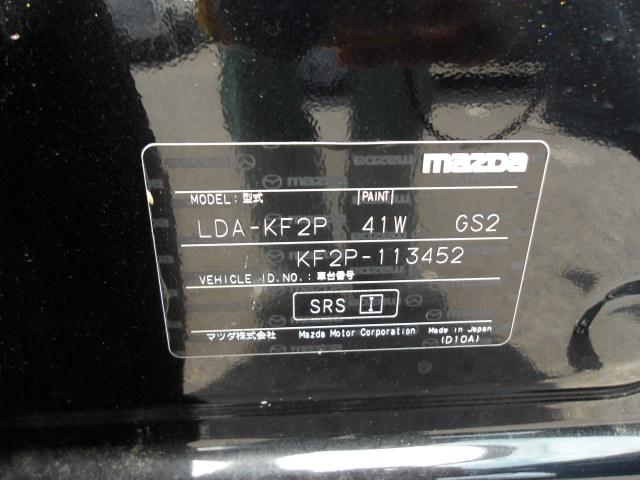 mazda
MODEL：型式 PAINT
LDA-KF2P 41W GS2
KF2P-113452
VEHICLE ID.NO.：車台番号
SRS I
マツダ株式会社 Mazda Motor Corporation Made in Japan
(D10A)